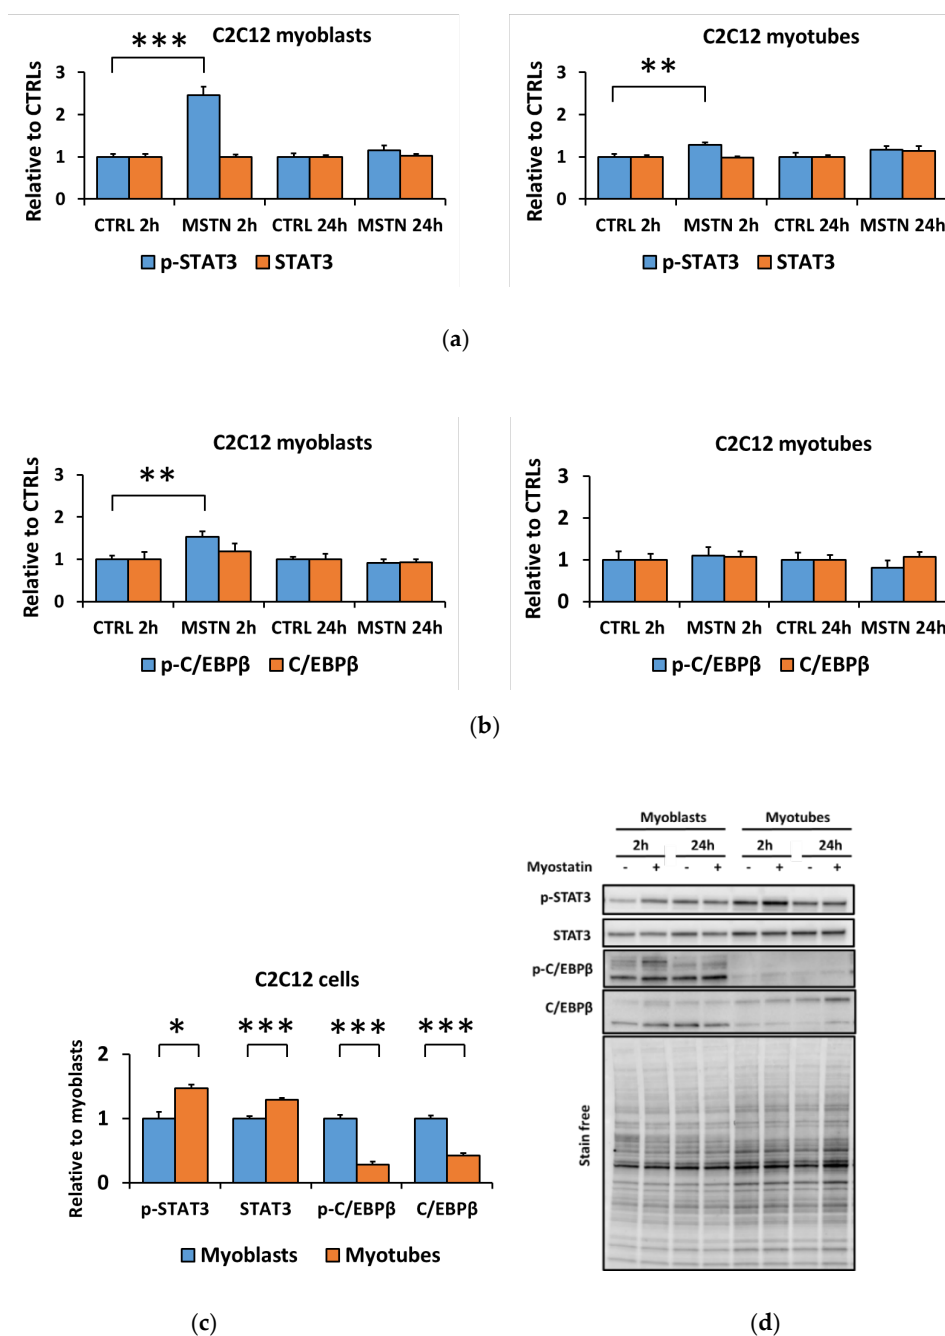 C2C12 myoblasts
***
Relative to CTRLs
3
2
1
0
CTRL 2h MSTN 2h CTRL 24h MSTN 24h
p-STAT3 STAT3
C2C12 myotubes
**
Relative to CTRLs
3
2
1
0
CTRL 2h MSTN 2h CTRL 24h MSTN 24h
p-STAT3 STAT3
(a)
C2C12 myoblasts
**
Relative to CTRLs
3
2
1
0
CTRL 2h MSTN 2h CTRL 24h MSTN 24h
p-C/EBPβ C/EBPβ
C2C12 myotubes
Relative to CTRLs
3
2
1
0
CTRL 2h MSTN 2h CTRL 24h MSTN 24h
p-C/EBPβ C/EBPβ
(b)
C2C12 cells
* *** *** ***
Relative to myoblasts
2
1
0
p-STAT3 STAT3 p-C/EBPβ C/EBPβ
Myoblasts Myotubes
(c)
Myoblasts Myotubes
2h 24h 2h 24h
Myostatin - + - + - + - +
p-STAT3
STAT3
p-C/EBPβ
C/EBPβ
Stain free
(d)